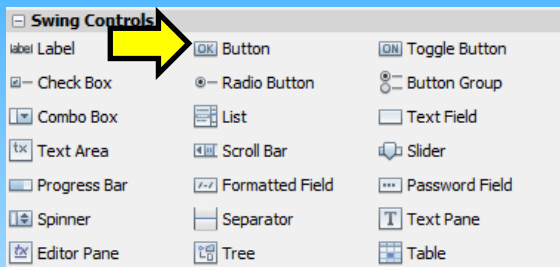 Swing Controls
label Label OK Button ON Toggle Button
Check Box Radio Button Button Group
Combo Box List Text Field
tx Text Area Scroll Bar Slider
Progress Bar Formatted Field Password Field
Spinner Separator T Text Pane
Editor Pane Tree Table